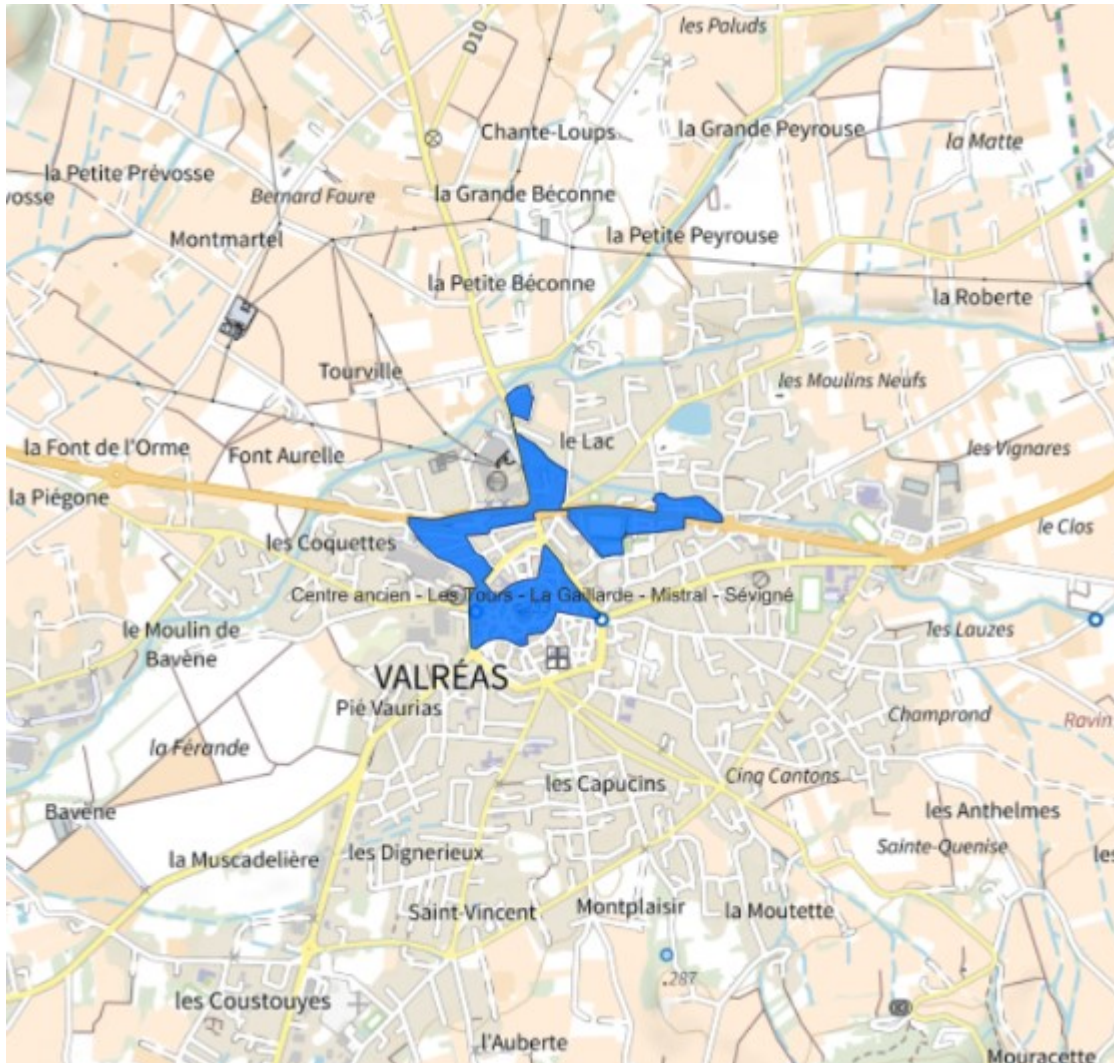 les Paluds
D10
Chante-Loups
la Grande Peyrouse
la Matte
la Petite Prévosse
vosse
Bernard Faure
la Grande Béconne
Montmartel
la Petite Peyrouse
la Petite Béconne
la Roberte
Tourville
les Moulins Neufs
le Lac
la Font de l'Orme
Font Aurelle
les Vignares
la Piégone
le Clos
les Coquettes
Centre ancien - Les Tours - La Gaillarde - Mistral - Sévigné
le Moulin de
Bavène
les Lauzes
VALRÉAS
Pié Vaurias
Champrond
Ravin
la Férande
Cinq Cantons
les Capucins
Bavène
les Anthelmes
la Muscadelière
les Dignerieux
Sainte-Quenise
les
Saint-Vincent
Montplaisir
la Moutette
.287
les Coustouyes
l'Auberte
Mouracette